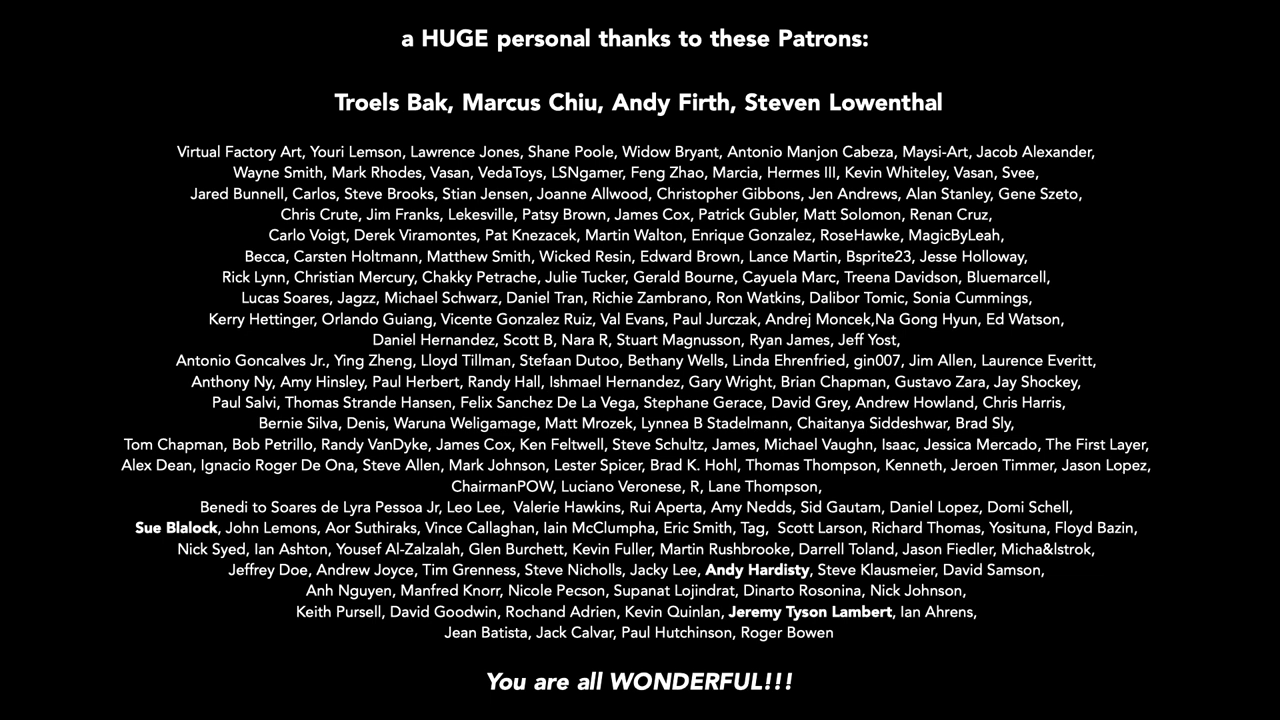 a HUGE personal thanks to these Patrons:
Troels Bak, Marcus Chiu, Andy Firth, Steven Lowenthal
Virtual Factory Art, Youri Lemson, Lawrence Jones, Shane Poole, Widow Bryant, Antonio Manjon Cabeza, Maysi-Art, Jacob Alexander,
Wayne Smith, Mark Rhodes, Vasan, VedaToys, LSNgamer, Feng Zhao, Marcia, Hermes III, Kevin Whiteley, Vasan, Svee,
Jared Bunnell, Carlos, Steve Brooks, Stian Jensen, Joanne Allwood, Christopher Gibbons, Jen Andrews, Alan Stanley, Gene Szeto,
Chris Crute, Jim Franks, Lekesville, Patsy Brown, James Cox, Patrick Gubler, Matt Solomon, Renan Cruz,
Carlo Voigt, Derek Viramontes, Pat Knezacek, Martin Walton, Enrique Gonzalez, RoseHawke, MagicByLeah,
Becca, Carsten Holtmann, Matthew Smith, Wicked Resin, Edward Brown, Lance Martin, Bsprite23, Jesse Holloway,
Rick Lynn, Christian Mercury, Chakky Petrache, Julie Tucker, Gerald Bourne, Cayuela Marc, Treena Davidson, Bluemarcell,
Lucas Soares, Jagzz, Michael Schwarz, Daniel Tran, Richie Zambrano, Ron Watkins, Dalibor Tomic, Sonia Cummings,
Kerry Hettinger, Orlando Guiang, Vicente Gonzalez Ruiz, Val Evans, Paul Jurczak, Andrej Moncek,Na Gong Hyun, Ed Watson,
Daniel Hernandez, Scott B, Nara R, Stuart Magnusson, Ryan James, Jeff Yost,
Antonio Goncalves Jr., Ying Zheng, Lloyd Tillman, Stefaan Dutoo, Bethany Wells, Linda Ehrenfried, gin007, Jim Allen, Laurence Everitt,
Anthony Ny, Amy Hinsley, Paul Herbert, Randy Hall, Ishmael Hernandez, Gary Wright, Brian Chapman, Gustavo Zara, Jay Shockey,
Paul Salvi, Thomas Strande Hansen, Felix Sanchez De La Vega, Stephane Gerace, David Grey, Andrew Howland, Chris Harris,
Bernie Silva, Denis, Waruna Weligamage, Matt Mrozek, Lynnea B Stadelmann, Chaitanya Siddeshwar, Brad Sly,
Tom Chapman, Bob Petrillo, Randy VanDyke, James Cox, Ken Feltwell, Steve Schultz, James, Michael Vaughn, Isaac, Jessica Mercado, The First Layer,
Alex Dean, Ignacio Roger De Ona, Steve Allen, Mark Johnson, Lester Spicer, Brad K. Hohl, Thomas Thompson, Kenneth, Jeroen Timmer, Jason Lopez,
ChairmanPOW, Luciano Veronese, R, Lane Thompson,
Benedi to Soares de Lyra Pessoa Jr, Leo Lee, Valerie Hawkins, Rui Aperta, Amy Nedds, Sid Gautam, Daniel Lopez, Domi Schell,
Sue Blalock, John Lemons, Aor Suthiraks, Vince Callaghan, Iain McClumpha, Eric Smith, Tag, Scott Larson, Richard Thomas, Yosituna, Floyd Bazin,
Nick Syed, Ian Ashton, Yousef Al-Zalzalah, Glen Burchett, Kevin Fuller, Martin Rushbrooke, Darrell Toland, Jason Fiedler, Micha&lstrok,
Jeffrey Doe, Andrew Joyce, Tim Grenness, Steve Nicholls, Jacky Lee, Andy Hardisty, Steve Klausmeier, David Samson,
Anh Nguyen, Manfred Knorr, Nicole Pecson, Supanat Lojindrat, Dinarto Rosonina, Nick Johnson,
Keith Pursell, David Goodwin, Rochand Adrien, Kevin Quinlan, Jeremy Tyson Lambert, Ian Ahrens,
Jean Batista, Jack Calvar, Paul Hutchinson, Roger Bowen
You are all WONDERFUL!!!